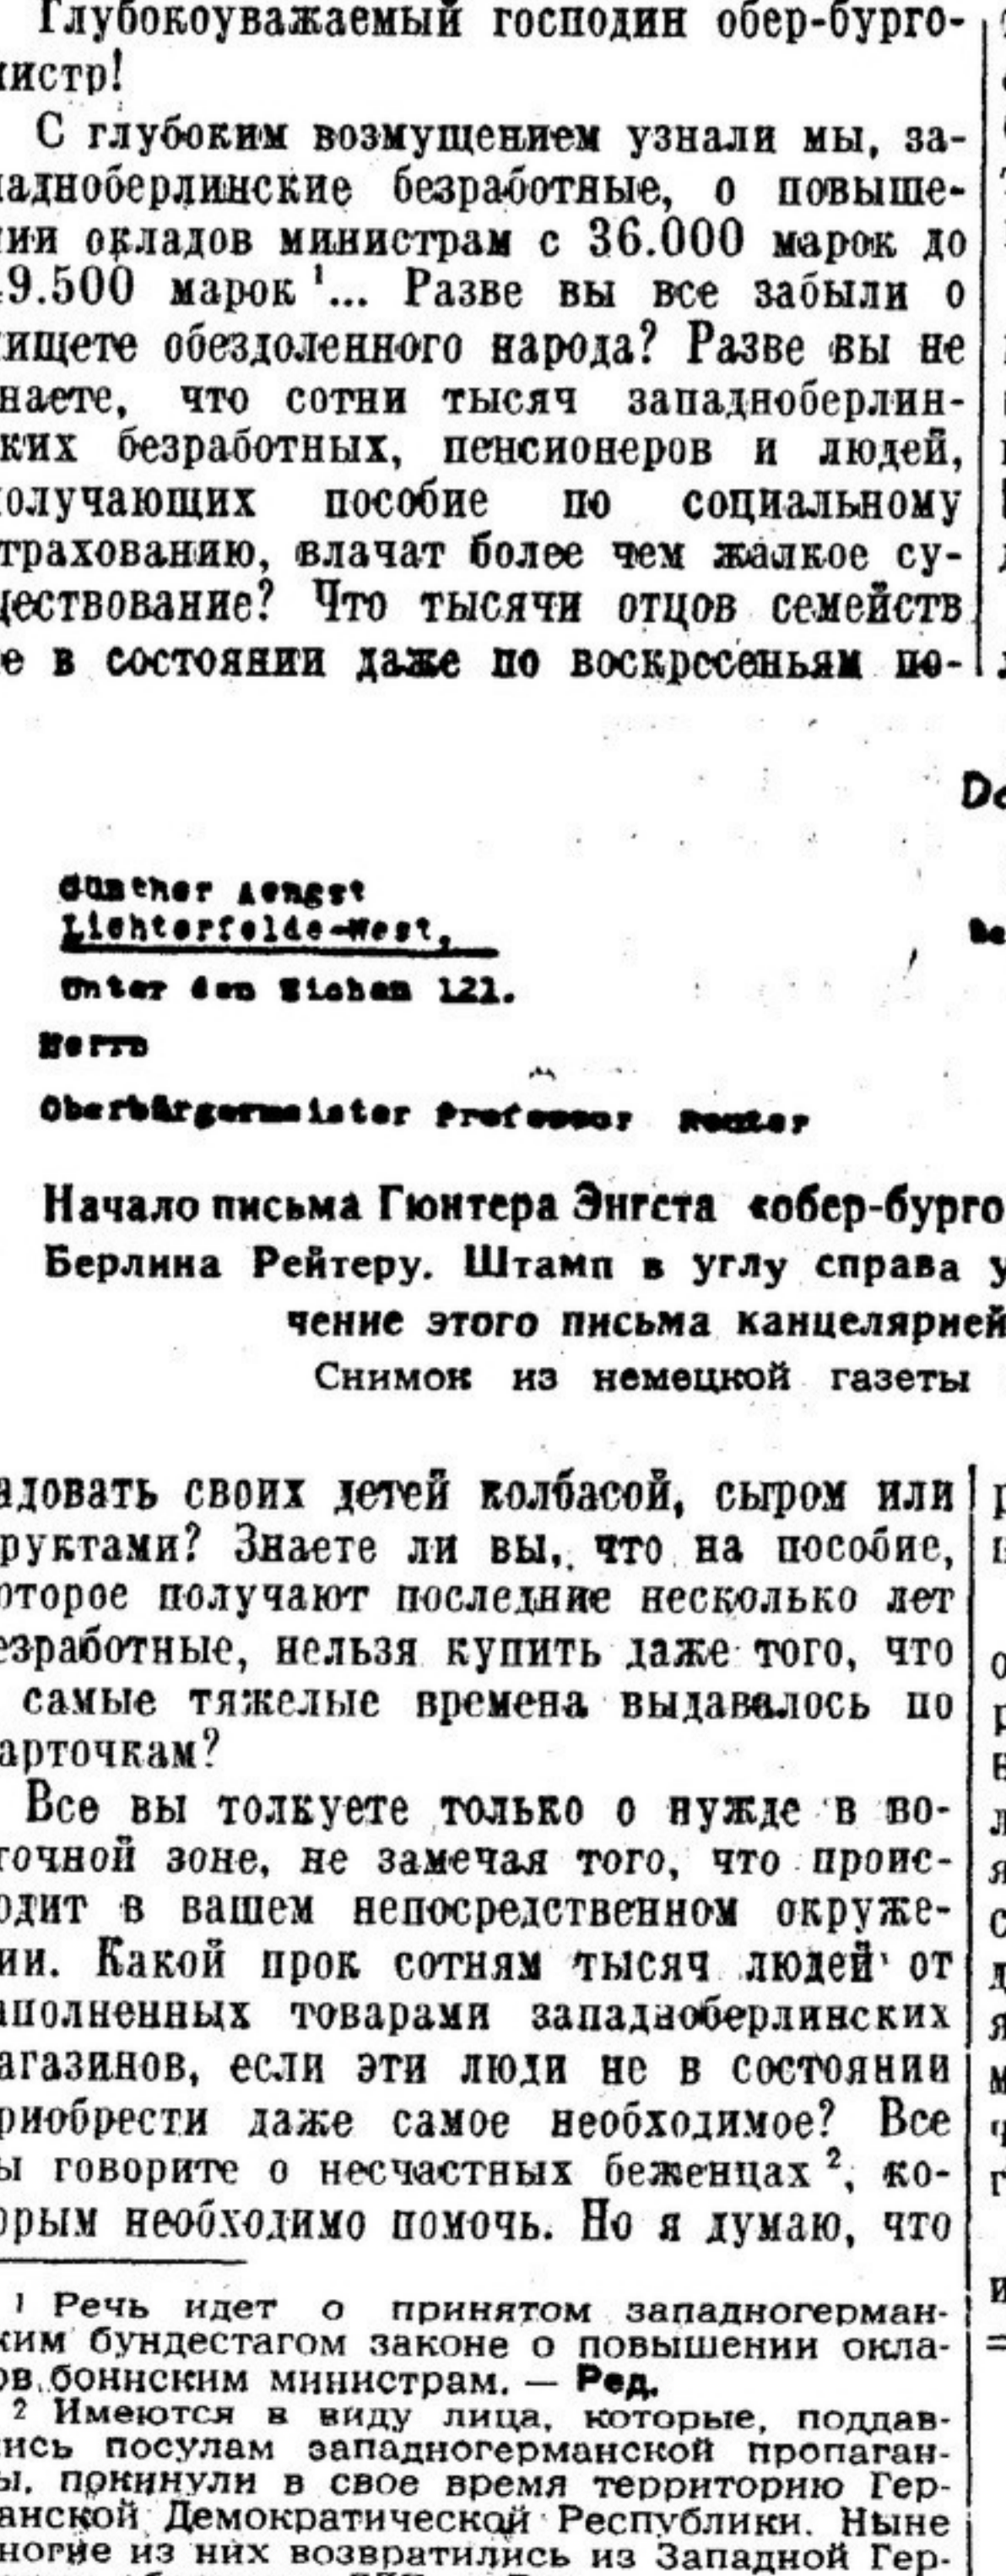 Глубокоуважаемый господин обер-бурго-
мистр!
С глубоким возмущением узнали мы, за-
адноберлинские безработные, о повыше-
ии окладов министрам с 36.000 марок до
9.500 марок 1... Разве вы все забыли о
ищете обездоленного народа? Разве вы не
наете, что сотни тысяч западноберлин-
ких безработных, пенсионеров и людей,
олучающих пособие по социальному
трахованию, влачат более чем жалкое су-
ествование? Что тысячи отцов семейств
е в состоянии даже по воскресеньям по-
Günther Aengst
Lichterfelde-West,
Unter den Eichen 121.
Herrn
Oberbürgermeister Professor Reuter
Начало письма Гюнтера Энгста «обер-бурго
Берлина Рейтеру. Штамп в углу справа у
чение этого письма канцелярией
Снимок из немецкой газеты
адовать своих детей колбасой, сыром или
руктами? Знаете ли вы, что на пособие,
оторое получают последние несколько лет
езработные, нельзя купить даже того, что
самые тяжелые времена выдавалось по
арточкам?
Все вы толкуете только о нужде в во-
точной зоне, не замечая того, что проис-
одит в вашем непосредственном окруже-
ии. Какой прок сотням тысяч людей от
аполненных товарами западноберлинских
агазинов, если эти люди не в состоянии
риобрести даже самое необходимое? Все
ы говорите о несчастных беженцах 2, ко-
орым необходимо помочь. Но я думаю, что
1 Речь идет о принятом западногерман-
ким бундестагом законе о повышении окла-
ов боннским министрам. — Ред.
2 Имеются в виду лица, которые, поддав-
ись посулам западногерманской пропаган-
ы, покинули в свое время территорию Гер-
анской Демократической Республики. Ныне
ногие из них возвратились из Западной Гер-